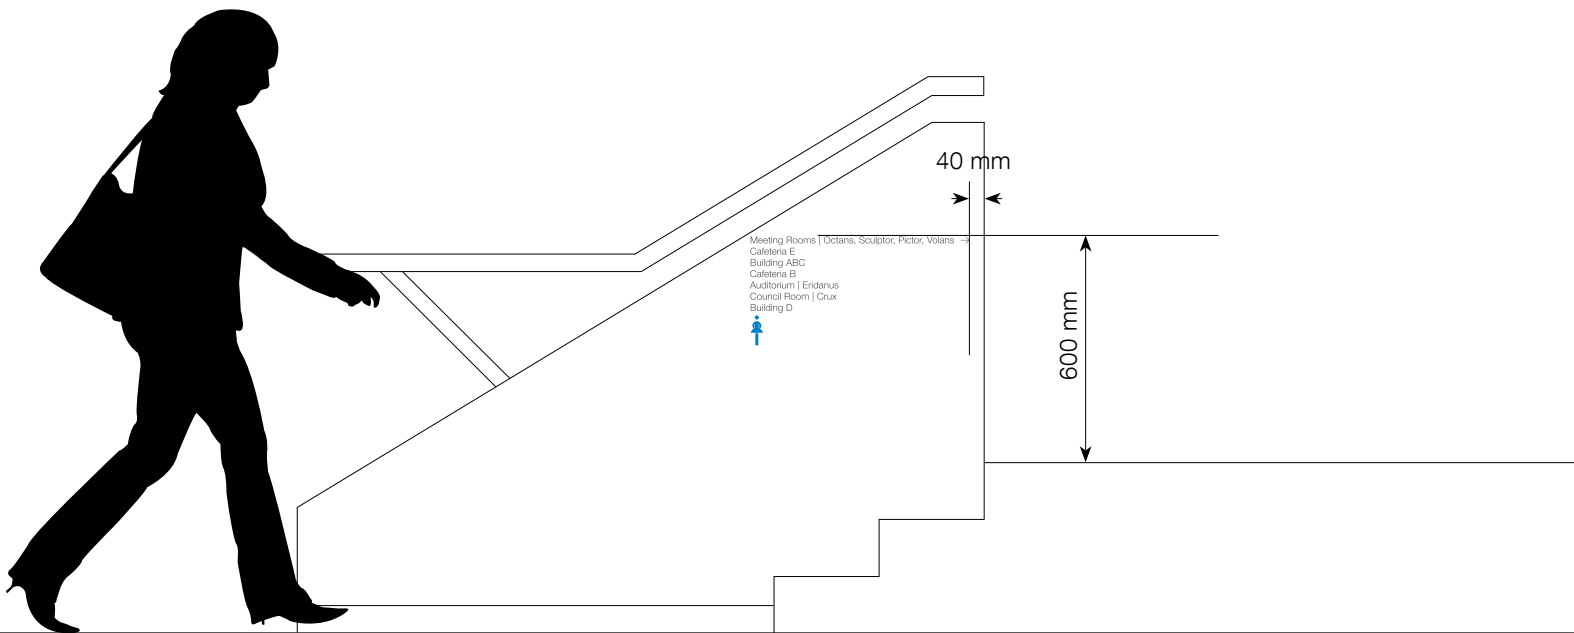 40 mm
Meeting Rooms | Octans, Sculptor, Pictor, Volans →
Cafeteria E
Building ABC
Cafeteria B
Auditorium | Eridanus
Council Room | Crux
Building D
600 mm